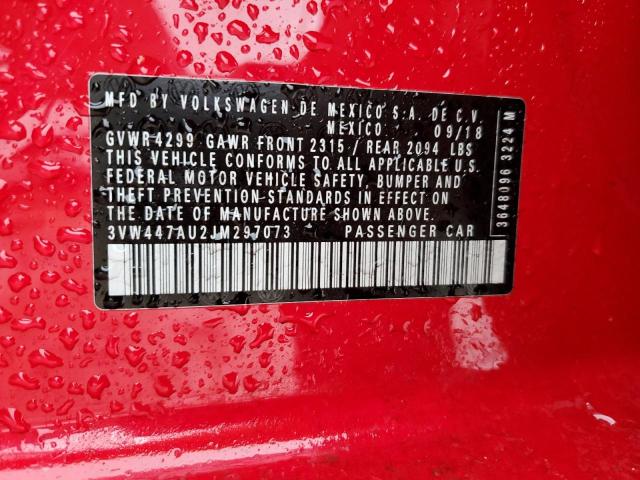 MFD BY VOLKSWAGEN DE MEXICO S.A. DE C.V.
MEXICO / 09/18
GVWR 4299 GAWR FRONT 2315 / REAR 2094 LBS
THIS VEHICLE CONFORMS TO ALL APPLICABLE U.S.
FEDERAL MOTOR VEHICLE SAFETY, BUMPER AND
THEFT PREVENTION STANDARDS IN EFFECT ON
THE DATE OF MANUFACTURE SHOWN ABOVE.
3VW447AU2JM297073 PASSENGER CAR
3648096 3224 M